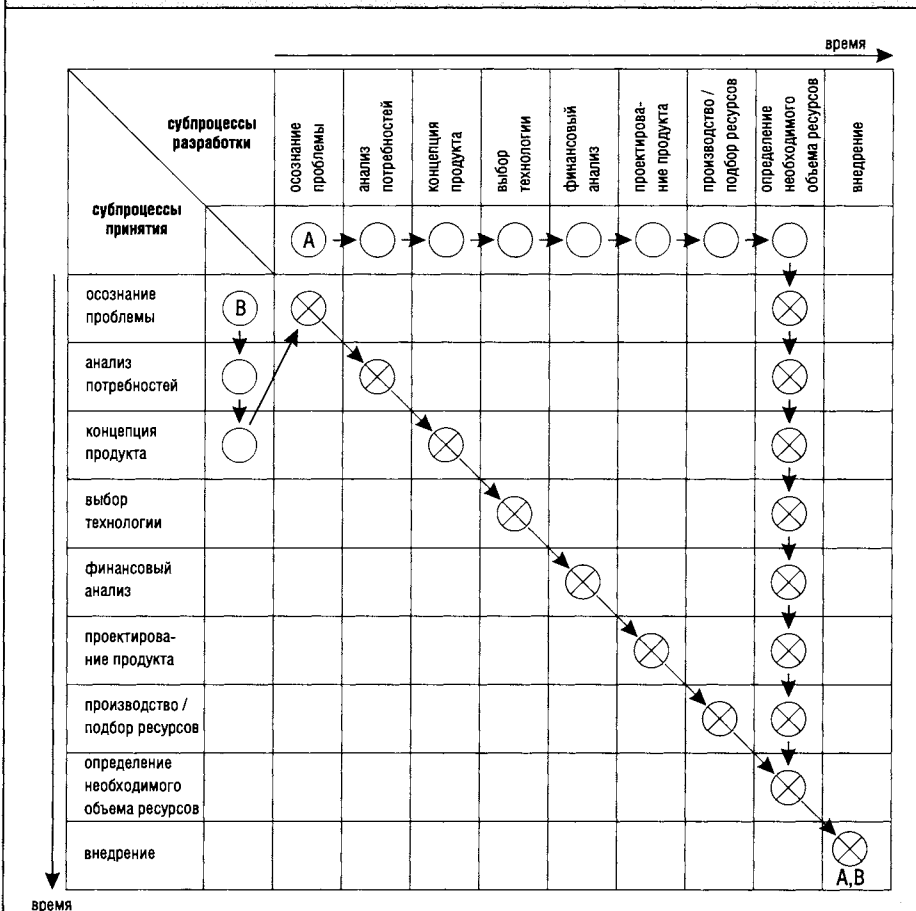 время
субпроцессы
разработки
субпроцессы
принятия
осознание
проблемы
анализ
потребностей
концепция
продукта
выбор
технологии
финансовый
анализ
проектирова-
ние продукта
производство /
подбор ресурсов
определение
необходимого
объема ресурсов
внедрение
A
осознание
проблемы
B
анализ
потребностей
концепция
продукта
выбор
технологии
финансовый
анализ
проектирова-
ние продукта
производство /
подбор ресурсов
определение
необходимого
объема ресурсов
внедрение
A,B
время